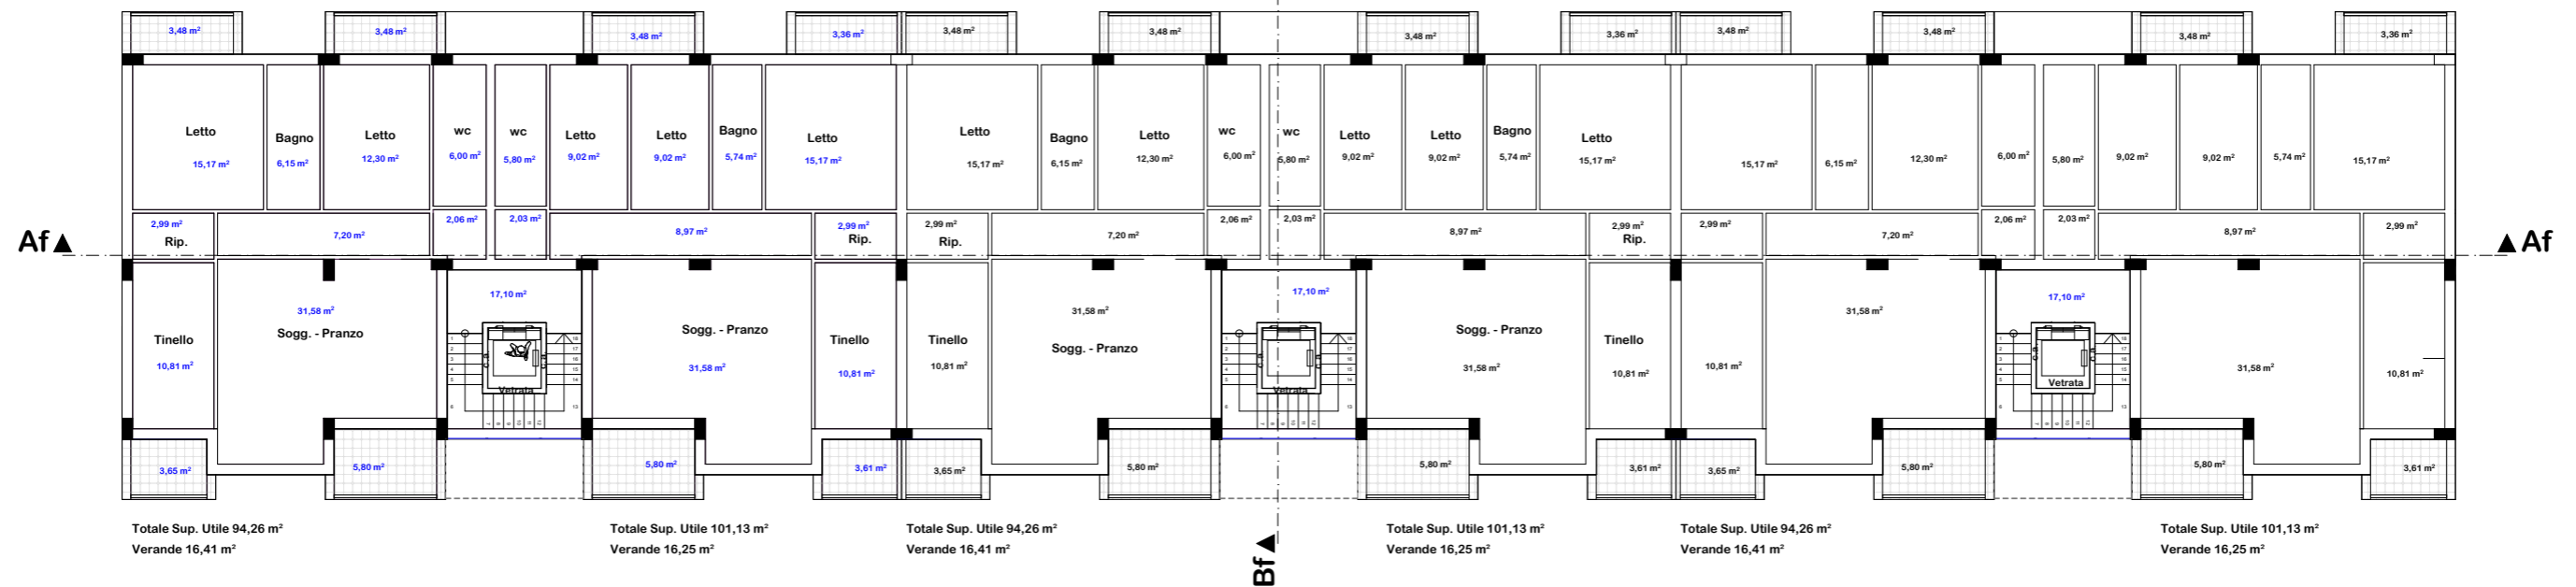 3,48 m² 3,48 m² 3,48 m² 3,36 m² 3,48 m² 3,48 m² 3,48 m² 3,36 m² 3,48 m² 3,48 m² 3,48 m² 3,36 m²
Letto Bagno Letto wc wc Letto Letto Bagno Letto Letto Bagno Letto wc wc Letto Letto Bagno Letto
15,17 m² 6,15 m² 12,30 m² 6,00 m² 5,80 m² 9,02 m² 9,02 m² 5,74 m² 15,17 m² 15,17 m² 6,15 m² 12,30 m² 6,00 m² 5,80 m² 9,02 m² 9,02 m² 5,74 m² 15,17 m² 15,17 m² 6,15 m² 12,30 m² 6,00 m² 5,80 m² 9,02 m² 9,02 m² 5,74 m² 15,17 m²
2,99 m² 7,20 m² 2,06 m² 2,03 m² 8,97 m² 2,99 m² 2,99 m² 7,20 m² 2,06 m² 2,03 m² 8,97 m² 2,99 m² 2,99 m² 7,20 m² 2,06 m² 2,03 m² 8,97 m² 2,99 m²
Rip. Rip. Rip. Rip.
Af ▲ ▲ Af
17,10 m² 17,10 m² 17,10 m²
31,58 m² 31,58 m² 31,58 m² 31,58 m²
Tinello Sogg. - Pranzo Sogg. - Pranzo Tinello Tinello Sogg. - Pranzo Sogg. - Pranzo Tinello
10,81 m² 31,58 m² 10,81 m² 10,81 m² 31,58 m² 10,81 m² 10,81 m² 10,81 m²
Vetrata Vetrata Vetrata
3,65 m² 5,80 m² 5,80 m² 3,61 m² 3,65 m² 5,80 m² 5,80 m² 3,61 m² 3,65 m² 5,80 m² 5,80 m² 3,61 m²
Totale Sup. Utile 94,26 m² Totale Sup. Utile 101,13 m² Totale Sup. Utile 94,26 m² Totale Sup. Utile 101,13 m² Totale Sup. Utile 94,26 m² Totale Sup. Utile 101,13 m²
Verande 16,41 m² Verande 16,25 m² Verande 16,41 m² Verande 16,25 m² Verande 16,41 m² Verande 16,25 m²
Bf ▲